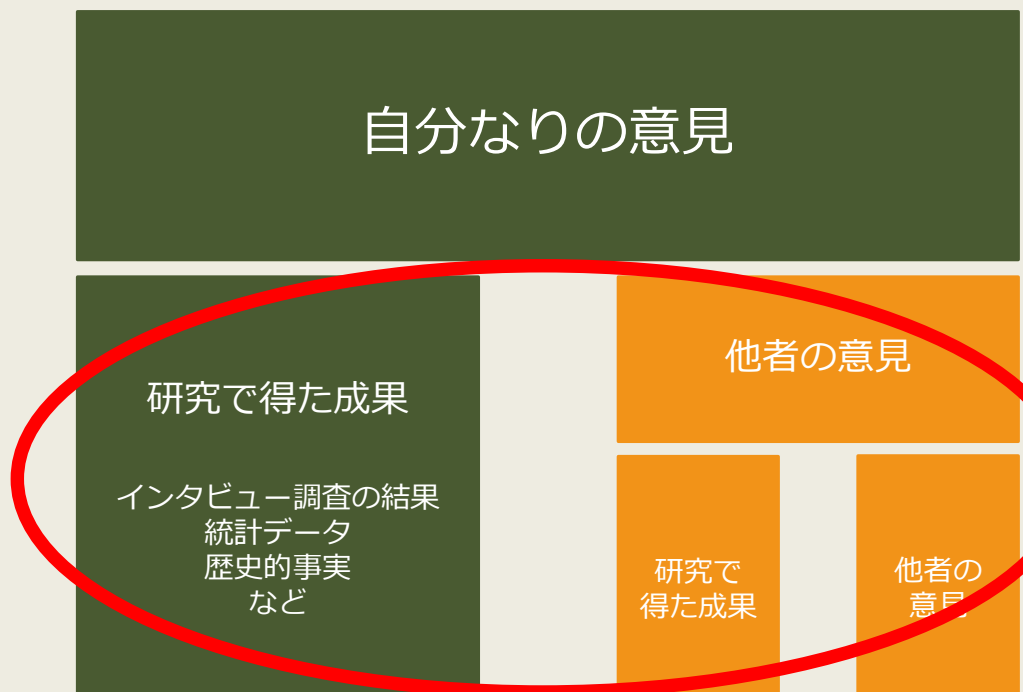 自分なりの意見
研究で得た成果
インタビュー調査の結果
統計データ
歴史的事実
など
他者の意見
研究で
得た成果
他者の
意見